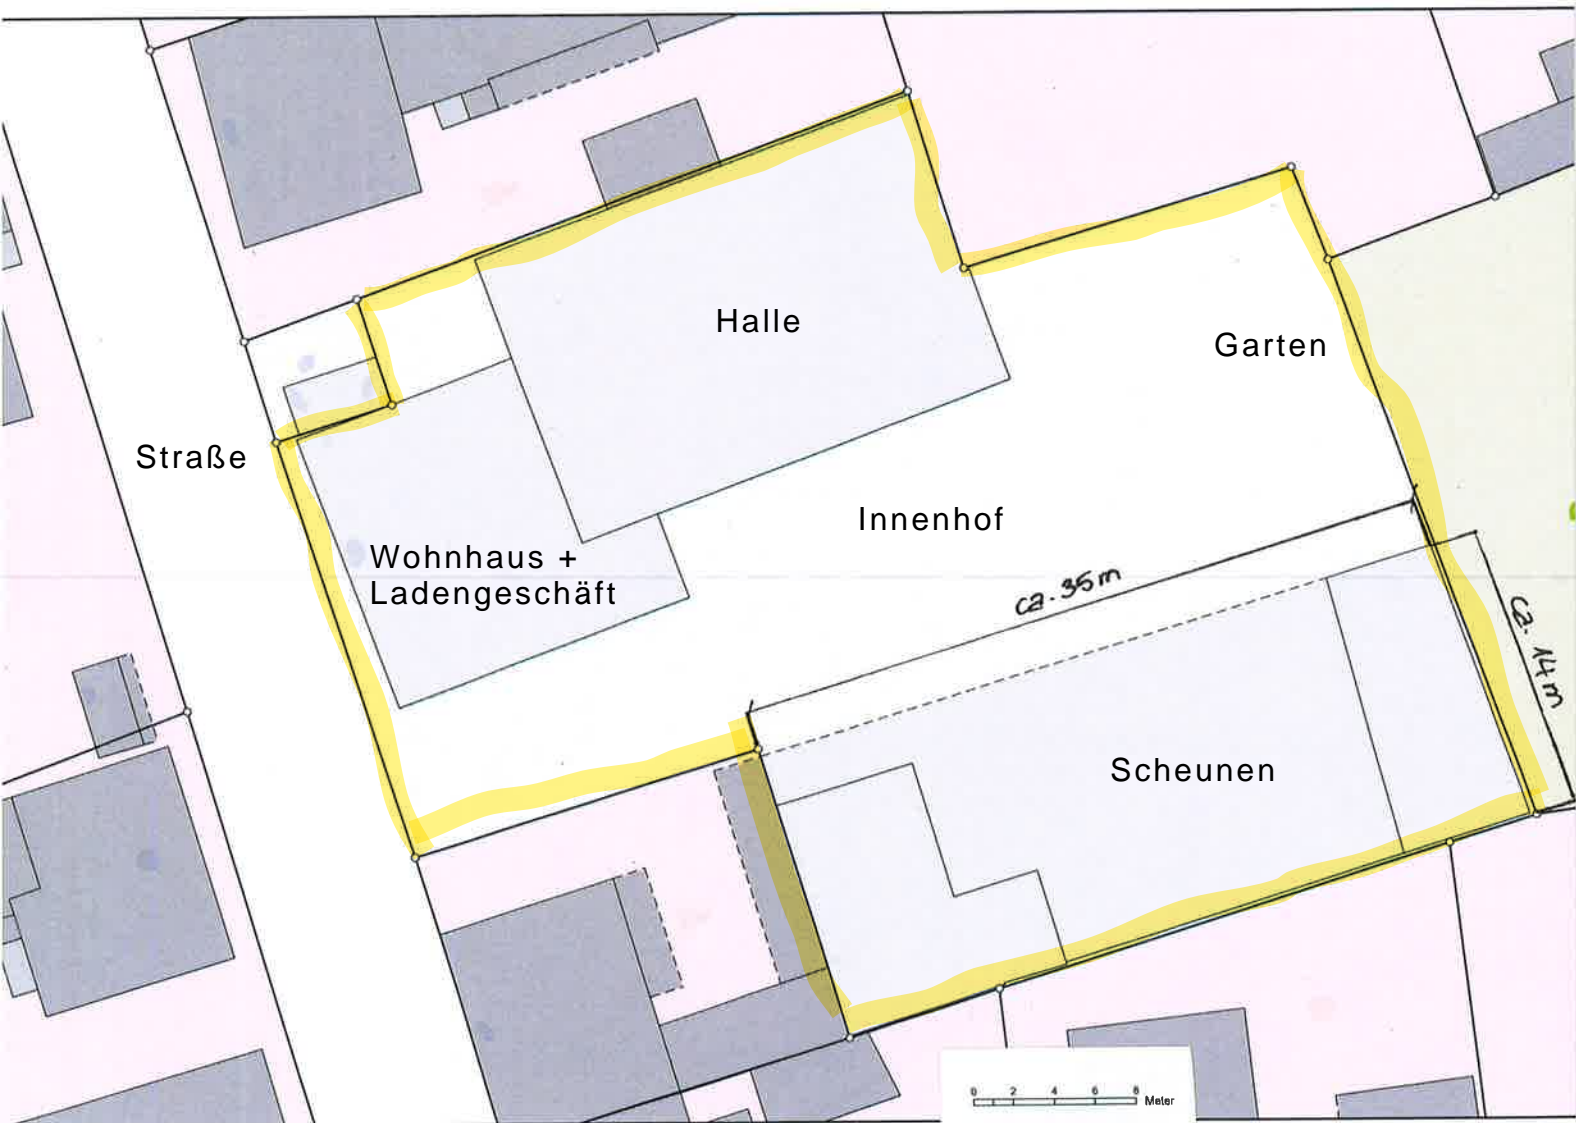 Halle
Garten
Straße
Innenhof
Wohnhaus +
Ladengeschäft
ca. 35 m
ca. 14 m
Scheunen
0 2 4 6 8 Meter